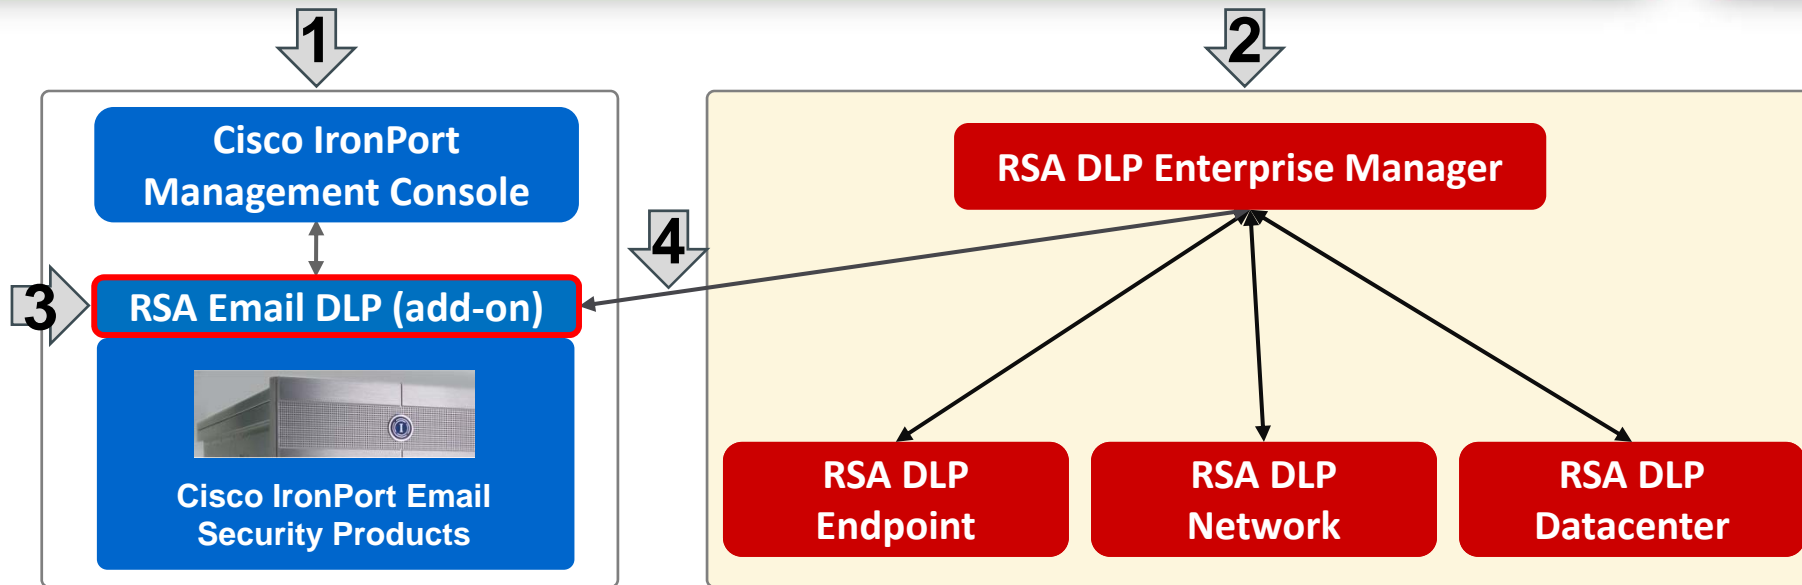 1
2
Cisco IronPort
Management Console
RSA DLP Enterprise Manager
4
3
RSA Email DLP (add-on)
Cisco IronPort Email
Security Products
RSA DLP
Endpoint
RSA DLP
Network
RSA DLP
Datacenter